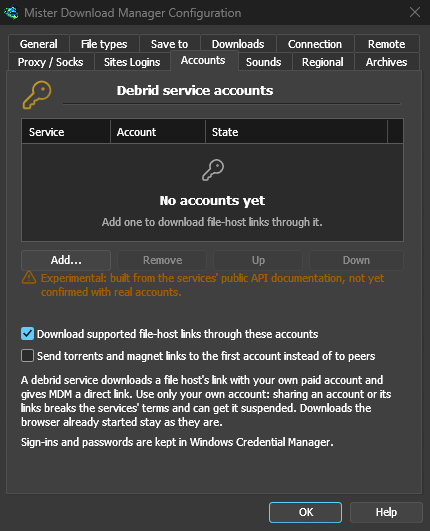 Mister Download Manager Configuration
General
File types
Save to
Downloads
Connection
Remote
Proxy / Socks
Sites Logins
Accounts
Sounds
Regional
Archives
Debrid service accounts
Service
Account
State
No accounts yet
Add one to download file-host links through it.
Add...
Remove
Up
Down
Experimental: built from the services' public API documentation, not yet
confirmed with real accounts.
Download supported file-host links through these accounts
Send torrents and magnet links to the first account instead of to peers
A debrid service downloads a file host's link with your own paid account and
gives MDM a direct link. Use only your own account: sharing an account or its
links breaks the services' terms and can get it suspended. Downloads the
browser already started stay as they are.
Sign-ins and passwords are kept in Windows Credential Manager.
OK
Help